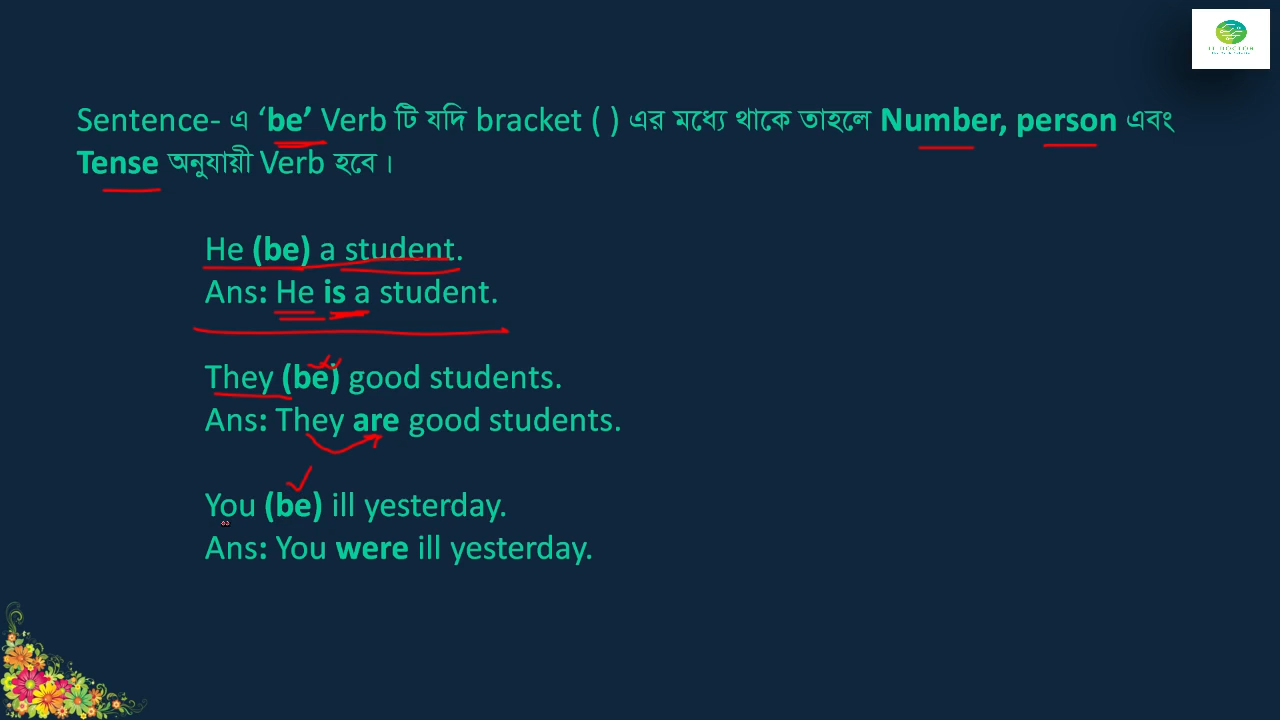 Sentence- এ ‘be’ Verb টি যদি bracket ( ) এর মধ্যে থাকে তাহলে Number, person এবং
Tense অনুযায়ী Verb হবে।
He (be) a student.
Ans: He is a student.
They (be) good students.
Ans: They are good students.
You (be) ill yesterday.
Ans: You were ill yesterday.